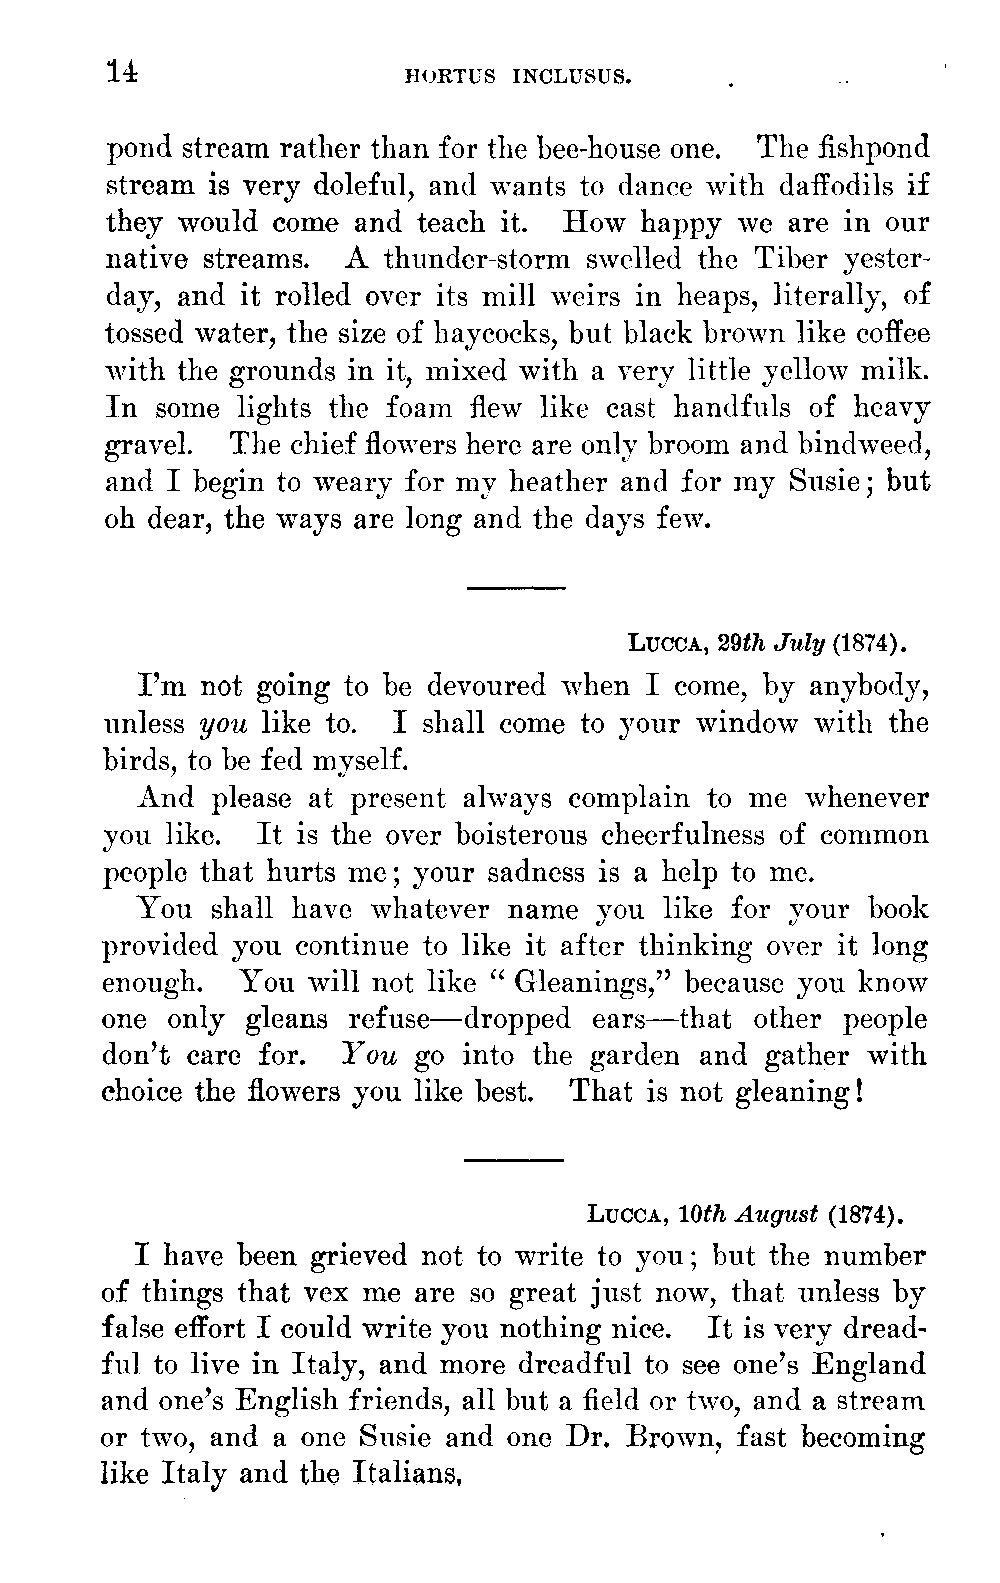 14 HORTUS INCLUSUS.
pond stream rather than for the bee-house one. The fishpond
stream is very doleful, and wants to dance with daffodils if
they would come and teach it. How happy we are in our
native streams. A thunder-storm swelled the Tiber yester-
day, and it rolled over its mill weirs in heaps, literally, of
tossed water, the size of haycocks, but black brown like coffee
with the grounds in it, mixed with a very little yellow milk.
In some lights the foam flew like cast handfuls of heavy
gravel. The chief flowers here are only broom and bindweed,
and I begin to weary for my heather and for my Susie; but
oh dear, the ways are long and the days few.
LUCCA, 29th July (1874).
I'm not going to be devoured when I come, by anybody,
unless you like to. I shall come to your window with the
birds, to be fed myself.
And please at present always complain to me whenever
you like. It is the over boisterous cheerfulness of common
people that hurts me; your sadness is a help to me.
You shall have whatever name you like for your book
provided you continue to like it after thinking over it long
enough. You will not like “Gleanings,” because you know
one only gleans refuse—dropped ears—that other people
don't care for. You go into the garden and gather with
choice the flowers you like best. That is not gleaning!
LUCCA, 10th August (1874).
I have been grieved not to write to you; but the number
of things that vex me are so great just now, that unless by
false effort I could write you nothing nice. It is very dread-
ful to live in Italy, and more dreadful to see one's England
and one's English friends, all but a field or two, and a stream
or two, and a one Susie and one Dr. Brown, fast becoming
like Italy and the Italians.